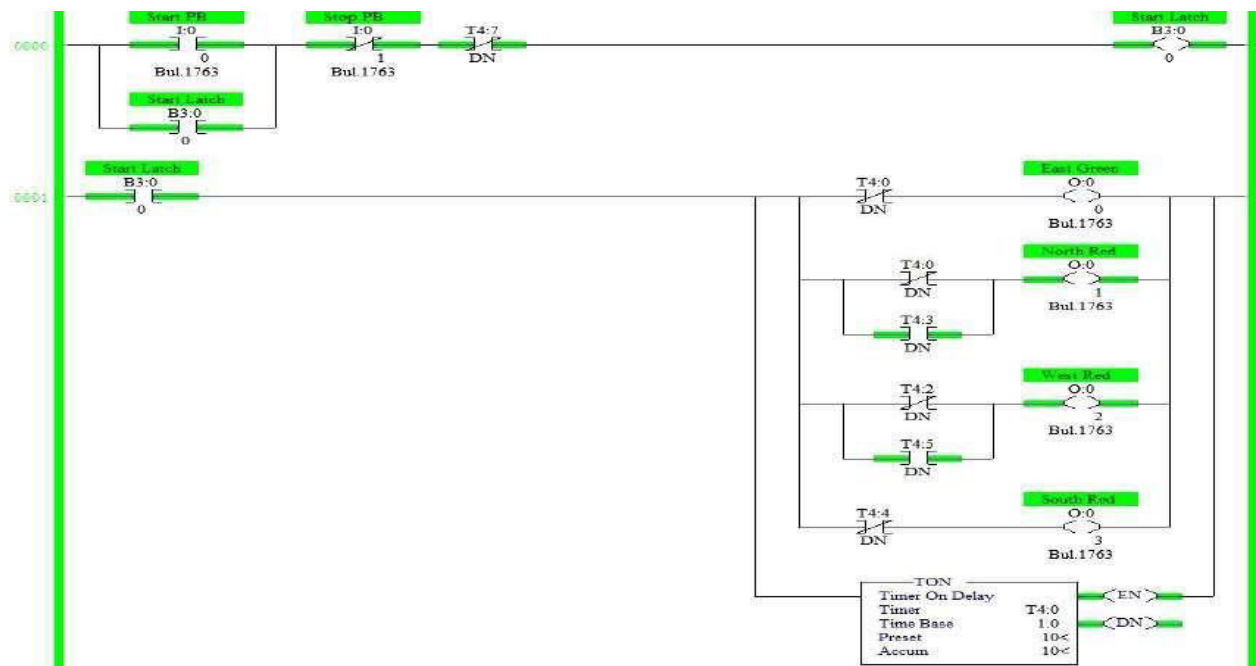 Start PB Stop PB Start Latch
I:0 I:0 T4:7 B3:0
0000
0 1 DN 0
Bul.1763 Bul.1763
Start Latch
B3:0
0
Start Latch East Green
B3:0 T4:0 O:0
0001
0 DN 0
Bul.1763
North Red
T4:0 O:0
DN 1
Bul.1763
T4:3
DN
West Red
T4:2 O:0
DN 2
Bul.1763
T4:5
DN
South Red
T4:4 O:0
DN 3
Bul.1763
TON
Timer On Delay EN
Timer T4:0
Time Base 1.0 DN
Preset 10<
Accum 10<